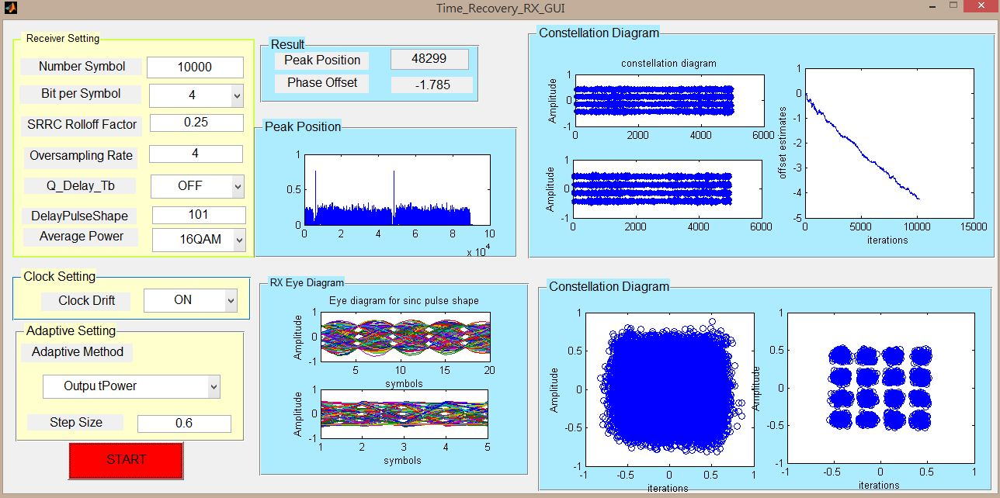 Time_Recovery_RX_GUI
Receiver Setting
Number Symbol
10000
Bit per Symbol
4
SRRC Rolloff Factor
0.25
Oversampling Rate
4
Q_Delay_Tb
OFF
DelayPulseShape
101
Average Power
16QAM
Clock Setting
Clock Drift
ON
Adaptive Setting
Adaptive Method
Outpu tPower
Step Size
0.6
START
Result
Peak Position
48299
Phase Offset
-1.785
Peak Position
1
0.5
0
0 2 4 6 8 10
x 10^4
RX Eye Diagram
Eye diagram for sinc pulse shape
Amplitude
1
0
-1
5 10 15 20
symbols
Amplitude
1
0
-1
1 2 3 4 5
symbols
Constellation Diagram
constellation diagram
Amplitude
1
0
-1
0 2000 4000 6000
Amplitude
1
0
-1
0 2000 4000 6000
offset estimates
1
0
-1
-2
-3
-4
-5
0 5000 10000 15000
iterations
Constellation Diagram
Amplitude
1
0.5
0
-0.5
-1
-1 -0.5 0 0.5 1
iterations
Amplitude
1
0.5
0
-0.5
-1
-1 -0.5 0 0.5 1
iterations